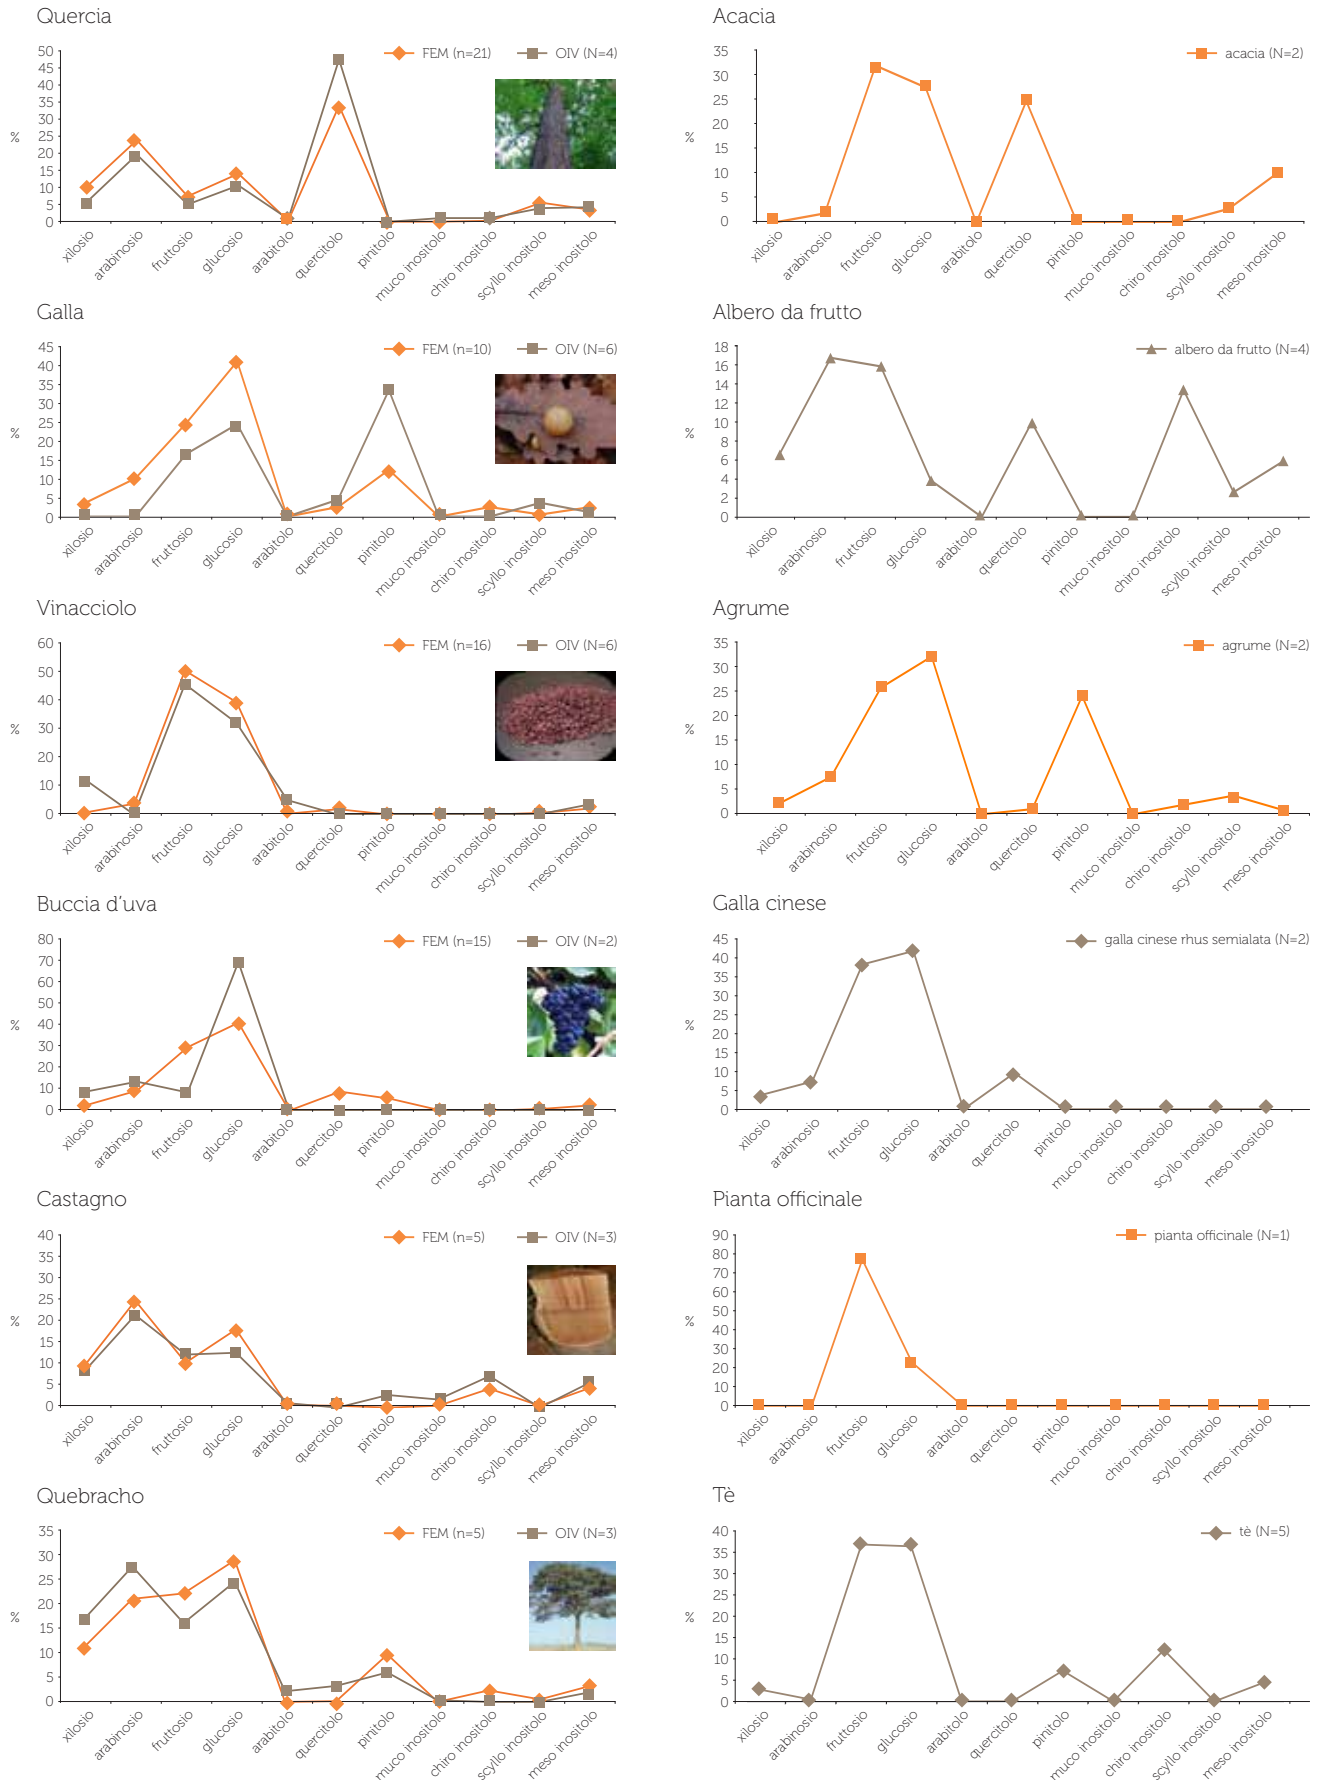 Quercia
FEM (n=21) OIV (N=4)
50
45
40
35
30
25
20
15
10
5
0
%
xilosio
arabinosio
fruttosio
glucosio
arabitolo
quercitolo
pinitolo
muco inositolo
chiro inositolo
scyllo inositolo
meso inositolo
Acacia
acacia (N=2)
35
30
25
20
15
10
5
0
%
xilosio
arabinosio
fruttosio
glucosio
arabitolo
quercitolo
pinitolo
muco inositolo
chiro inositolo
scyllo inositolo
meso inositolo
Galla
FEM (n=10) OIV (N=6)
45
40
35
30
25
20
15
10
5
0
%
xilosio
arabinosio
fruttosio
glucosio
arabitolo
quercitolo
pinitolo
muco inositolo
chiro inositolo
scyllo inositolo
meso inositolo
Albero da frutto
albero da frutto (N=4)
18
16
14
12
10
8
6
4
2
0
%
xilosio
arabinosio
fruttosio
glucosio
arabitolo
quercitolo
pinitolo
muco inositolo
chiro inositolo
scyllo inositolo
meso inositolo
Vinacciolo
FEM (n=16) OIV (N=6)
60
50
40
30
20
10
0
%
xilosio
arabinosio
fruttosio
glucosio
arabitolo
quercitolo
pinitolo
muco inositolo
chiro inositolo
scyllo inositolo
meso inositolo
Agrume
agrume (N=2)
35
30
25
20
15
10
5
0
%
xilosio
arabinosio
fruttosio
glucosio
arabitolo
quercitolo
pinitolo
muco inositolo
chiro inositolo
scyllo inositolo
meso inositolo
Buccia d’uva
FEM (n=15) OIV (N=2)
80
70
60
50
40
30
20
10
0
%
xilosio
arabinosio
fruttosio
glucosio
arabitolo
quercitolo
pinitolo
muco inositolo
chiro inositolo
scyllo inositolo
meso inositolo
Galla cinese
galla cinese rhus semialata (N=2)
45
40
35
30
25
20
15
10
5
0
%
xilosio
arabinosio
fruttosio
glucosio
arabitolo
quercitolo
pinitolo
muco inositolo
chiro inositolo
scyllo inositolo
meso inositolo
Castagno
FEM (n=5) OIV (N=3)
40
35
30
25
20
15
10
5
0
%
xilosio
arabinosio
fruttosio
glucosio
arabitolo
quercitolo
pinitolo
muco inositolo
chiro inositolo
scyllo inositolo
meso inositolo
Pianta officinale
pianta officinale (N=1)
90
80
70
60
50
40
30
20
10
0
%
xilosio
arabinosio
fruttosio
glucosio
arabitolo
quercitolo
pinitolo
muco inositolo
chiro inositolo
scyllo inositolo
meso inositolo
Quebracho
FEM (n=5) OIV (N=3)
35
30
25
20
15
10
5
0
%
xilosio
arabinosio
fruttosio
glucosio
arabitolo
quercitolo
pinitolo
muco inositolo
chiro inositolo
scyllo inositolo
meso inositolo
Tè
tè (N=5)
40
35
30
25
20
15
10
5
0
%
xilosio
arabinosio
fruttosio
glucosio
arabitolo
quercitolo
pinitolo
muco inositolo
chiro inositolo
scyllo inositolo
meso inositolo